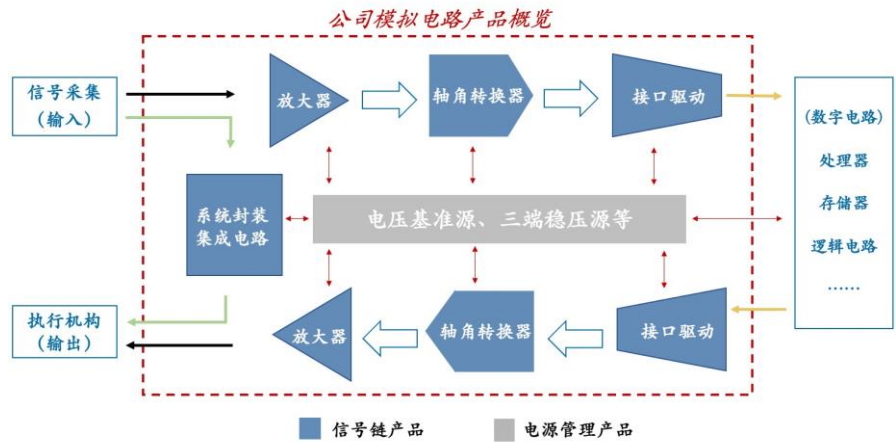 公司模拟电路产品概览
信号采集
(输入)
放大器
轴角转换器
接口驱动
(数字电路)
处理器
存储器
逻辑电路
……
系统封装
集成电路
电压基准源、三端稳压源等
执行机构
(输出)
放大器
轴角转换器
接口驱动
信号链产品
电源管理产品